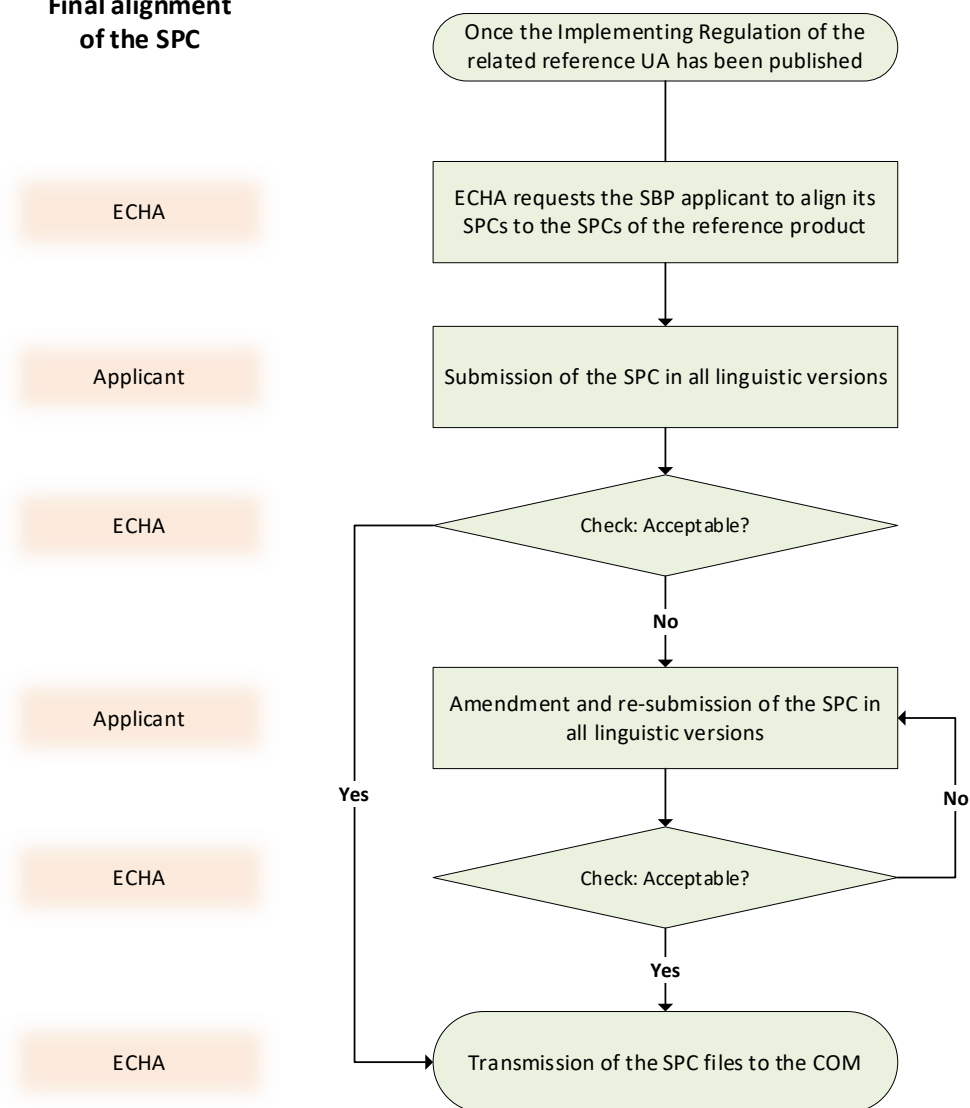 Final alignment
of the SPC
Once the Implementing Regulation of the
related reference UA has been published
ECHA
ECHA requests the SBP applicant to align its
SPCs to the SPCs of the reference product
Applicant
Submission of the SPC in all linguistic versions
ECHA
Check: Acceptable?
No
Applicant
Amendment and re-submission of the SPC in
all linguistic versions
Yes
No
ECHA
Check: Acceptable?
Yes
ECHA
Transmission of the SPC files to the COM